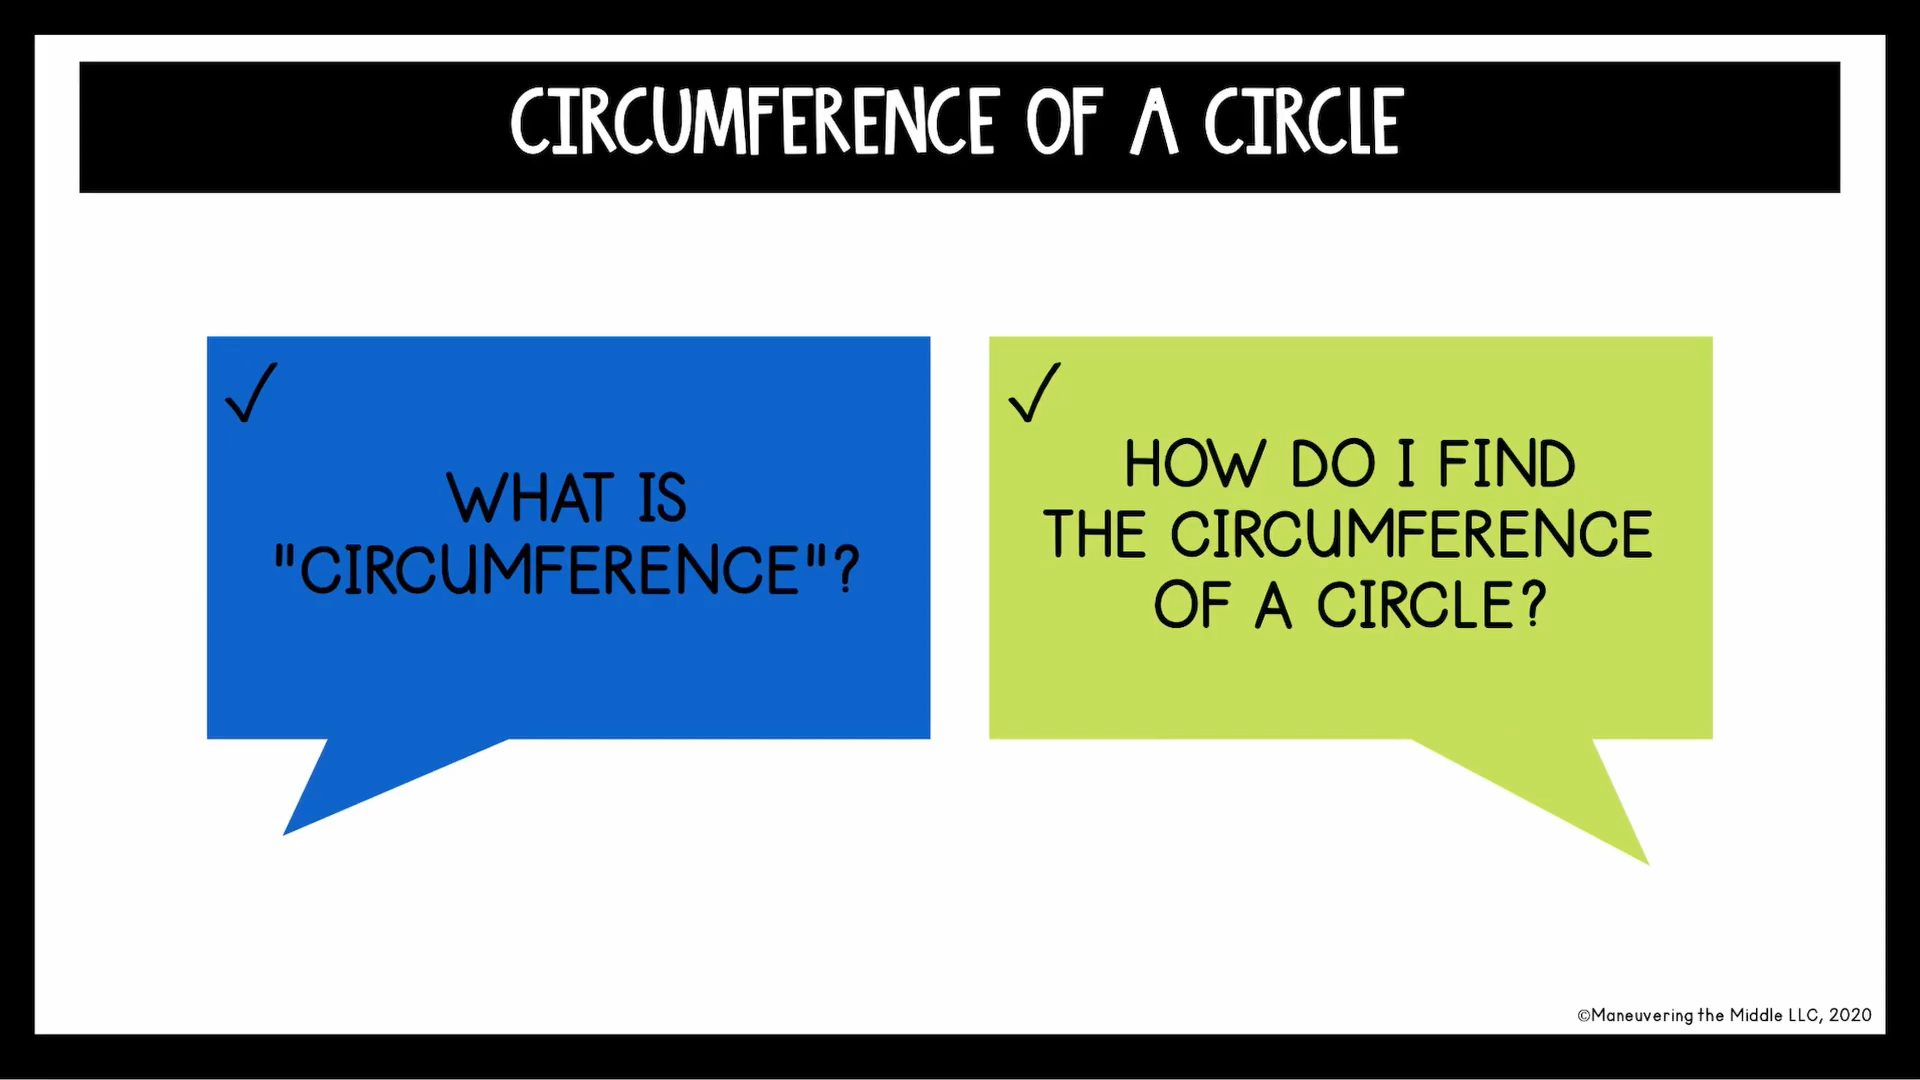 CIRCUMFERENCE OF A CIRCLE
✓
WHAT IS
"CIRCUMFERENCE"?
✓
HOW DO I FIND
THE CIRCUMFERENCE
OF A CIRCLE?
©Maneuvering the Middle LLC, 2020